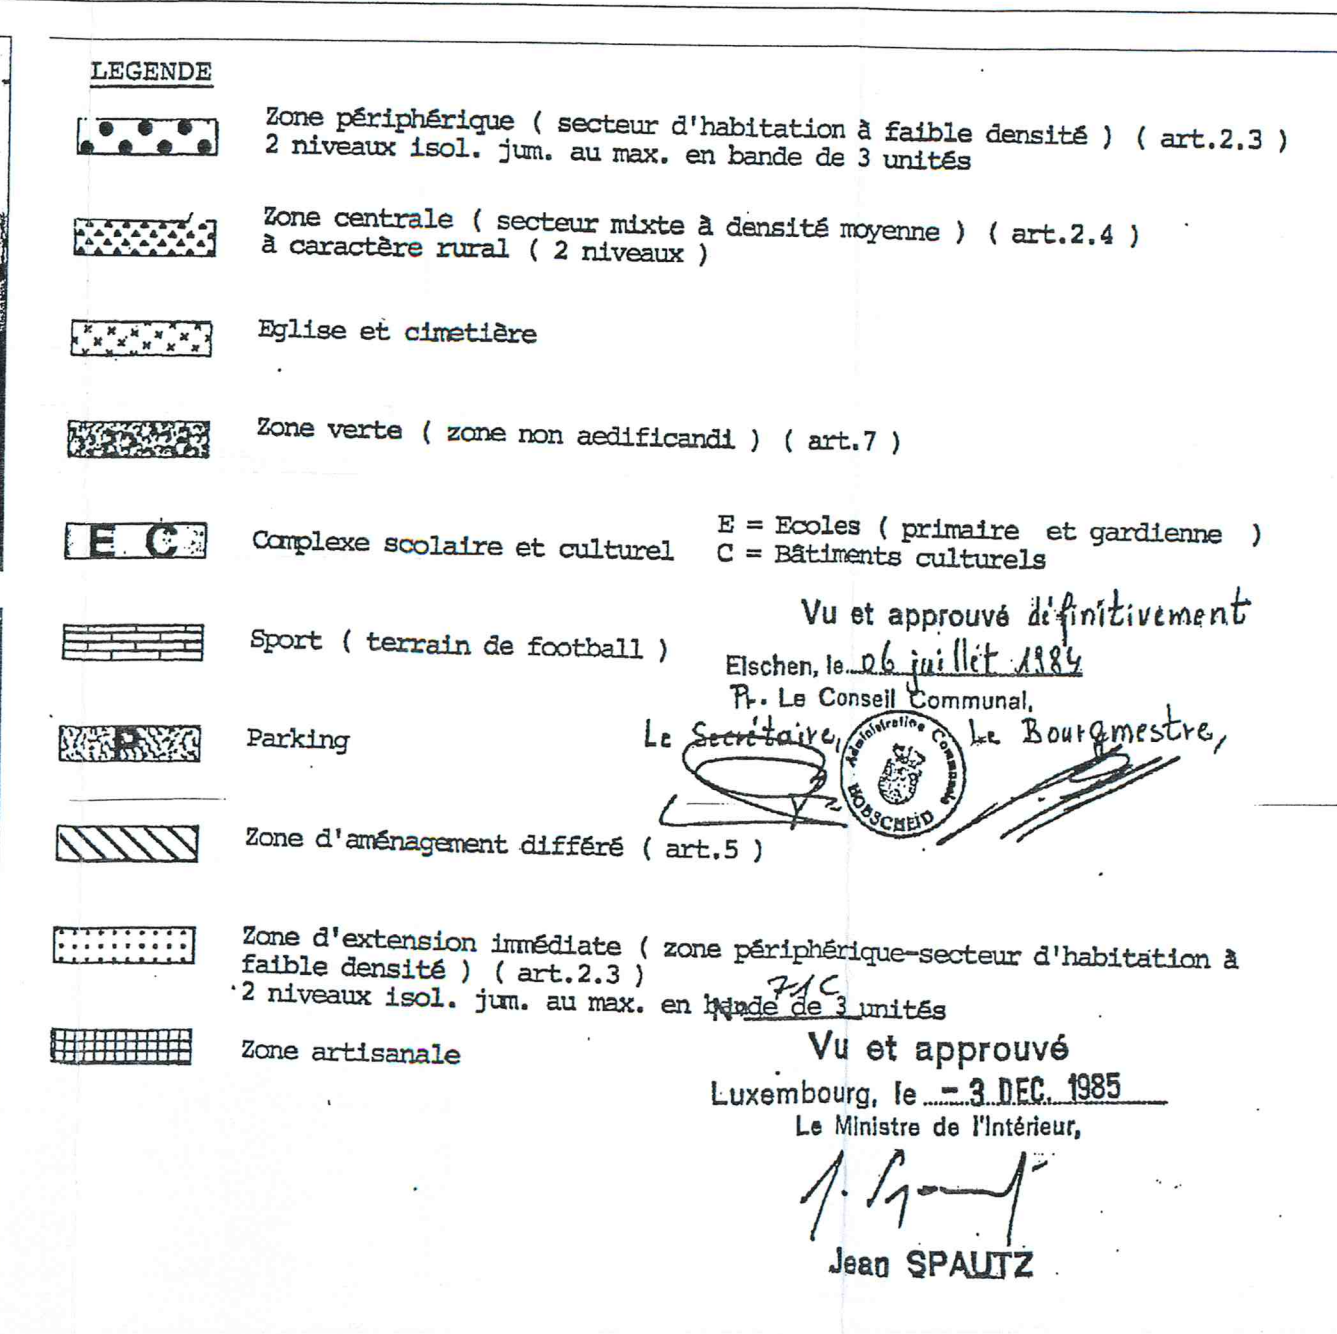 LEGENDE
Zone périphérique ( secteur d'habitation à faible densité ) ( art.2.3 )
2 niveaux isol. jum. au max. en bande de 3 unités
Zone centrale ( secteur mixte à densité moyenne ) ( art.2.4 )
à caractère rural ( 2 niveaux )
Eglise et cimetière
Zone verte ( zone non aedificandi ) ( art.7 )
E C
Complexe scolaire et culturel
E = Ecoles ( primaire et gardienne )
C = Bâtiments culturels
Vu et approuvé définitivement
Sport ( terrain de football )
Eischen, le 06 juillet 1984
Pr. Le Conseil Communal,
P
Parking
Le Secrétaire,
Le Bourgmestre,
Administration Communale
HOBSCHEID
Zone d'aménagement différé ( art.5 )
Zone d'extension immédiate ( zone périphérique-secteur d'habitation à
faible densité ) ( art.2.3 )
71C
2 niveaux isol. jum. au max. en bande de 3 unités
Zone artisanale
Vu et approuvé
Luxembourg, le - 3 DEC. 1985
Le Ministre de l'Intérieur,
Jean SPAUTZ